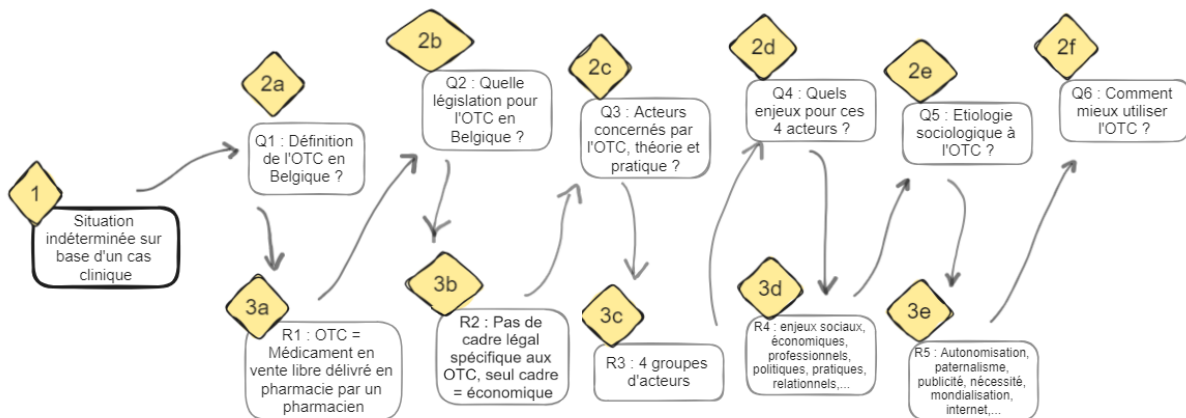 1
Situation
indéterminée sur
base d'un cas
clinique
2a
Q1 : Définition
de l'OTC en
Belgique ?
3a
R1 : OTC =
Médicament en
vente libre délivré en
pharmacie par un
pharmacien
2b
Q2 : Quelle
législation pour
l'OTC en
Belgique ?
3b
R2 : Pas de
cadre légal
spécifique aux
OTC, seul cadre
= économique
2c
Q3 : Acteurs
concernés par
l'OTC, théorie et
pratique ?
3c
R3 : 4 groupes
d'acteurs
2d
Q4 : Quels
enjeux pour ces
4 acteurs ?
3d
R4 : enjeux sociaux,
économiques,
professionnels,
politiques, pratiques,
relationnels,...
2e
Q5 : Etiologie
sociologique à
l'OTC ?
3e
R5 : Autonomisation,
paternalisme,
publicité, nécessité,
mondialisation,
internet,...
2f
Q6 : Comment
mieux utiliser
l'OTC ?